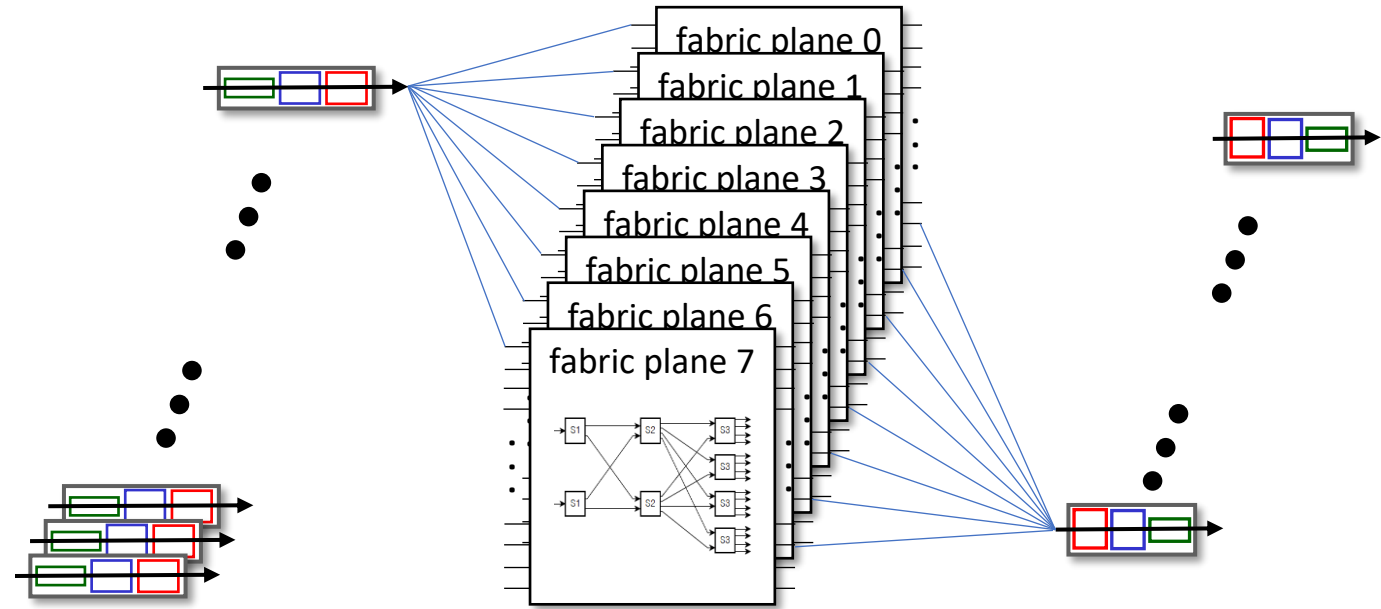 fabric plane 0
fabric plane 1
fabric plane 2
fabric plane 3
fabric plane 4
fabric plane 5
fabric plane 6
fabric plane 7
S1 S2 S3
S3
S1 S2 S3
S3